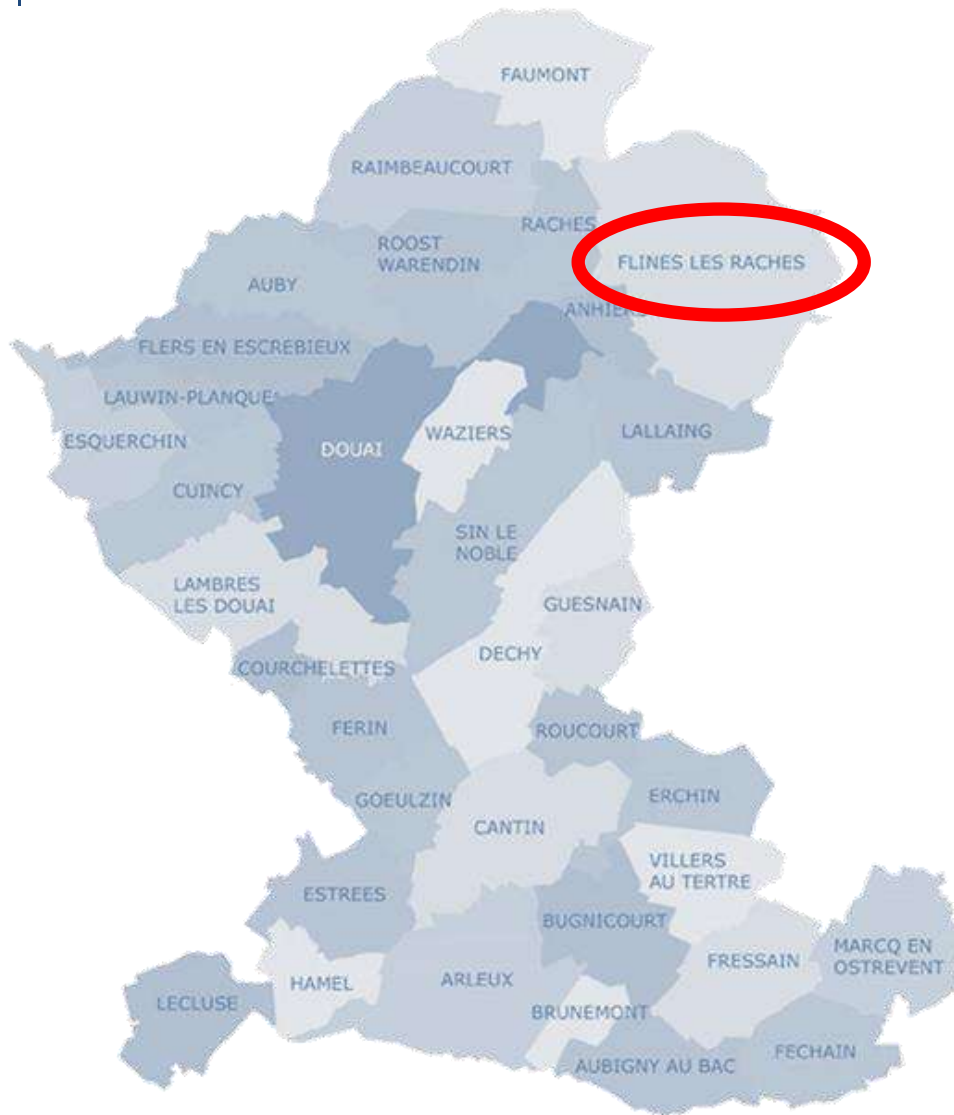 FAUMONT
RAIMBEAUCOURT
RACHES
ROOST
WARENDIN
FLINES LES RACHES
AUBY
ANHIERS
FLERS EN ESCREBIEUX
LAUWIN-PLANQUE
ESQUERCHIN
DOUAI
WAZIERS
LALLAING
CUINCY
SIN LE
NOBLE
LAMBRES
LES DOUAI
GUESNAIN
DECHY
COURCHELETTES
FERIN
ROUCOURT
GOEULZIN
ERCHIN
CANTIN
VILLERS
AU TERTRE
ESTREES
BUGNICOURT
FRESSAIN
MARCQ EN
OSTREVENT
HAMEL
ARLEUX
LECLUSE
BRUNEMONT
AUBIGNY AU BAC
FECHAIN